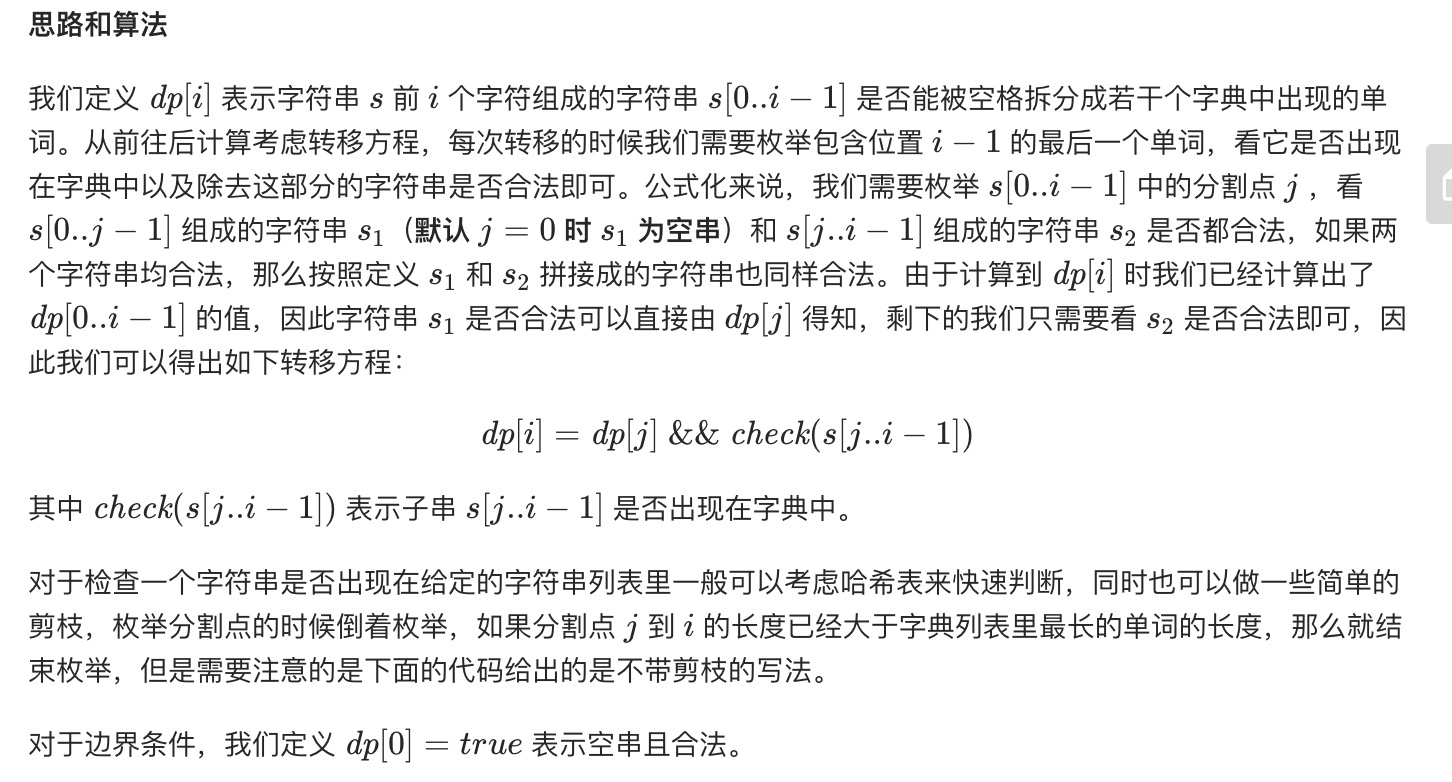 思路和算法
我们定义 dp[i] 表示字符串 s 前 i 个字符组成的字符串 s[0..i − 1] 是否能被空格拆分成若干个字典中出现的单
词。从前往后计算考虑转移方程，每次转移的时候我们需要枚举包含位置 i − 1 的最后一个单词，看它是否出现
在字典中以及除去这部分的字符串是否合法即可。公式化来说，我们需要枚举 s[0..i − 1] 中的分割点 j ，看
s[0..j − 1] 组成的字符串 s₁（默认 j = 0 时 s₁ 为空串）和 s[j..i − 1] 组成的字符串 s₂ 是否都合法，如果两
个字符串均合法，那么按照定义 s₁ 和 s₂ 拼接成的字符串也同样合法。由于计算到 dp[i] 时我们已经计算出了
dp[0..i − 1] 的值，因此字符串 s₁ 是否合法可以直接由 dp[j] 得知，剩下的我们只需要看 s₂ 是否合法即可，因
此我们可以得出如下转移方程：
dp[i] = dp[j] && check(s[j..i − 1])
其中 check(s[j..i − 1]) 表示子串 s[j..i − 1] 是否出现在字典中。
对于检查一个字符串是否出现在给定的字符串列表里一般可以考虑哈希表来快速判断，同时也可以做一些简单的
剪枝，枚举分割点的时候倒着枚举，如果分割点 j 到 i 的长度已经大于字典列表里最长的单词的长度，那么就结
束枚举，但是需要注意的是下面的代码给出的是不带剪枝的写法。
对于边界条件，我们定义 dp[0] = true 表示空串且合法。